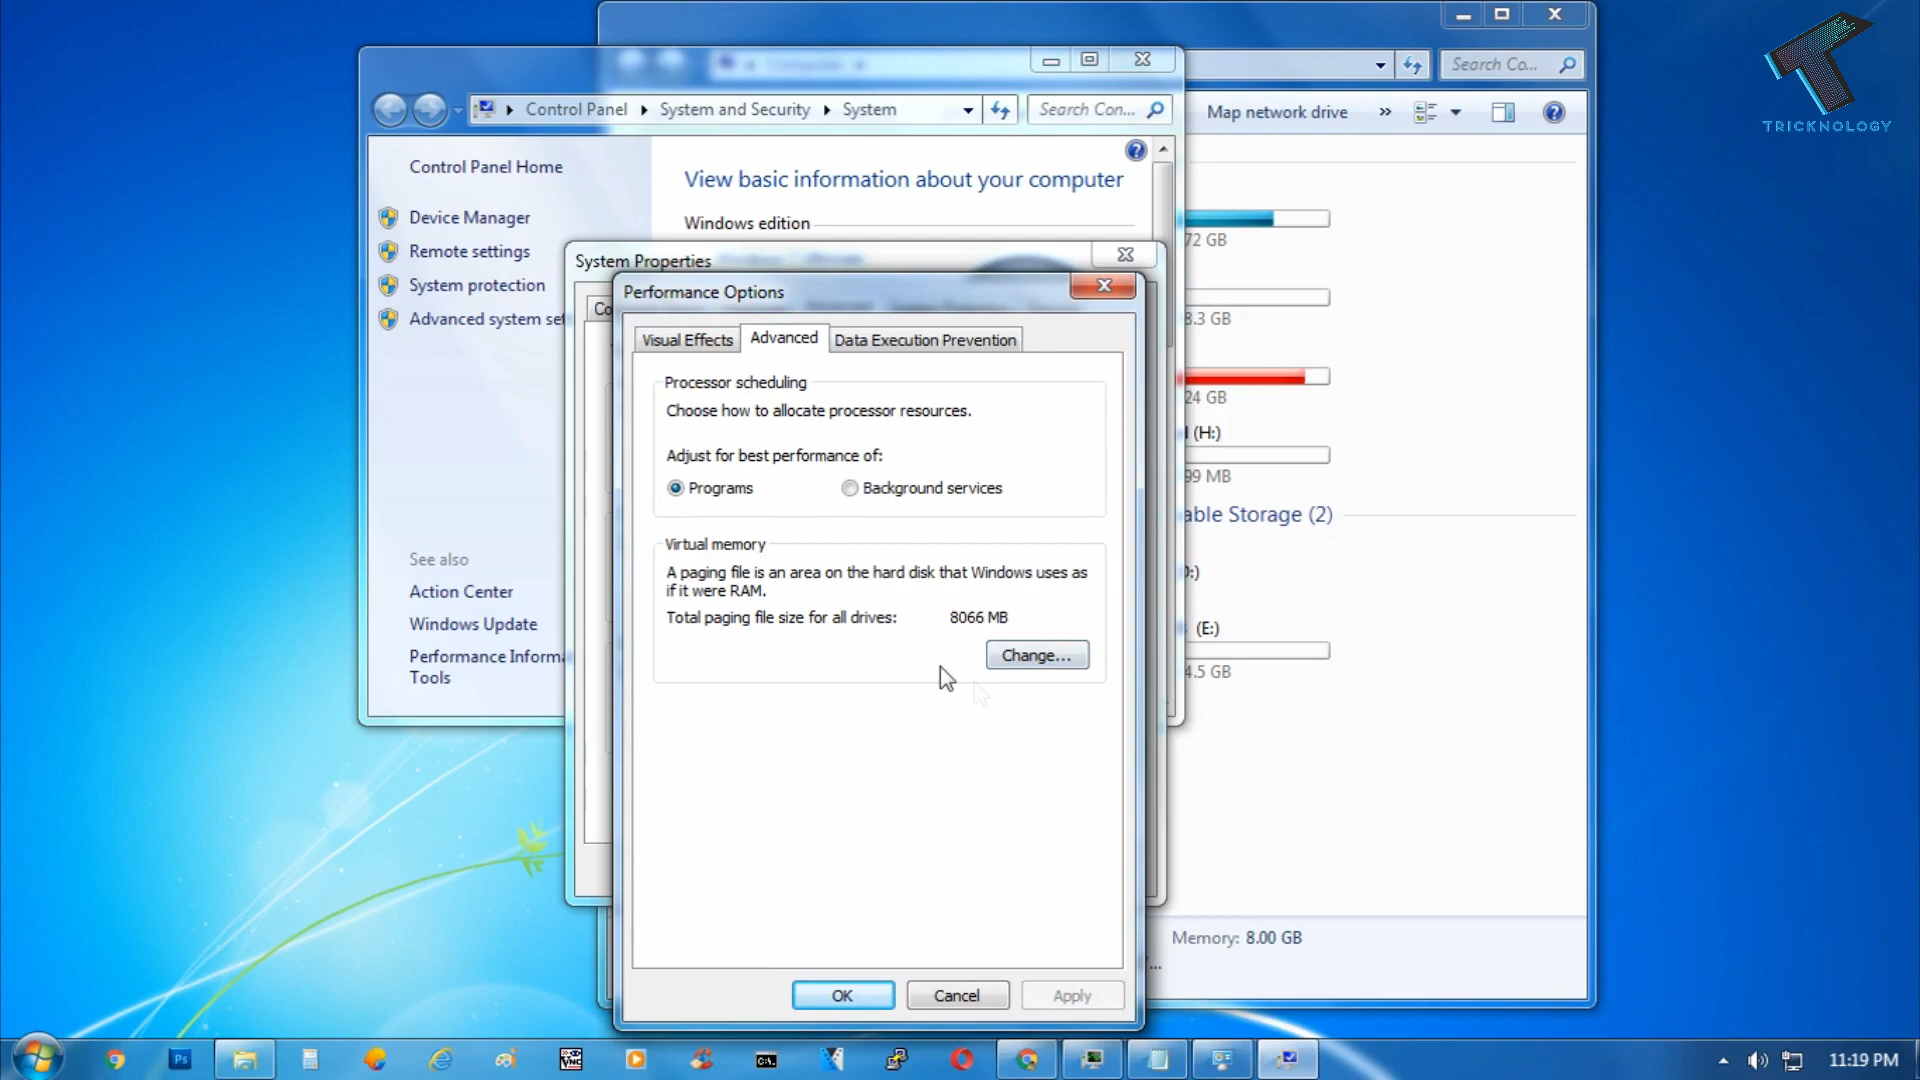 TRICKNOLOGY
Search Co...
Control Panel ▸ System and Security ▸ System
Search Con...
Map network drive »
Control Panel Home
View basic information about your computer
Device Manager
Windows edition
Remote settings
72 GB
System protection
System Properties
Advanced system set
Performance Options
8.3 GB
Co
Visual Effects
Advanced
Data Execution Prevention
Processor scheduling
24 GB
Choose how to allocate processor resources.
(H:)
Adjust for best performance of:
99 MB
Programs
Background services
able Storage (2)
Virtual memory
See also
A paging file is an area on the hard disk that Windows uses as
if it were RAM.
Action Center
Total paging file size for all drives: 8066 MB
Windows Update
(E:)
Change...
Performance Informa
Tools
4.5 GB
Memory: 8.00 GB
...
OK
Cancel
Apply
Ps
VNC
C:\.
11:19 PM